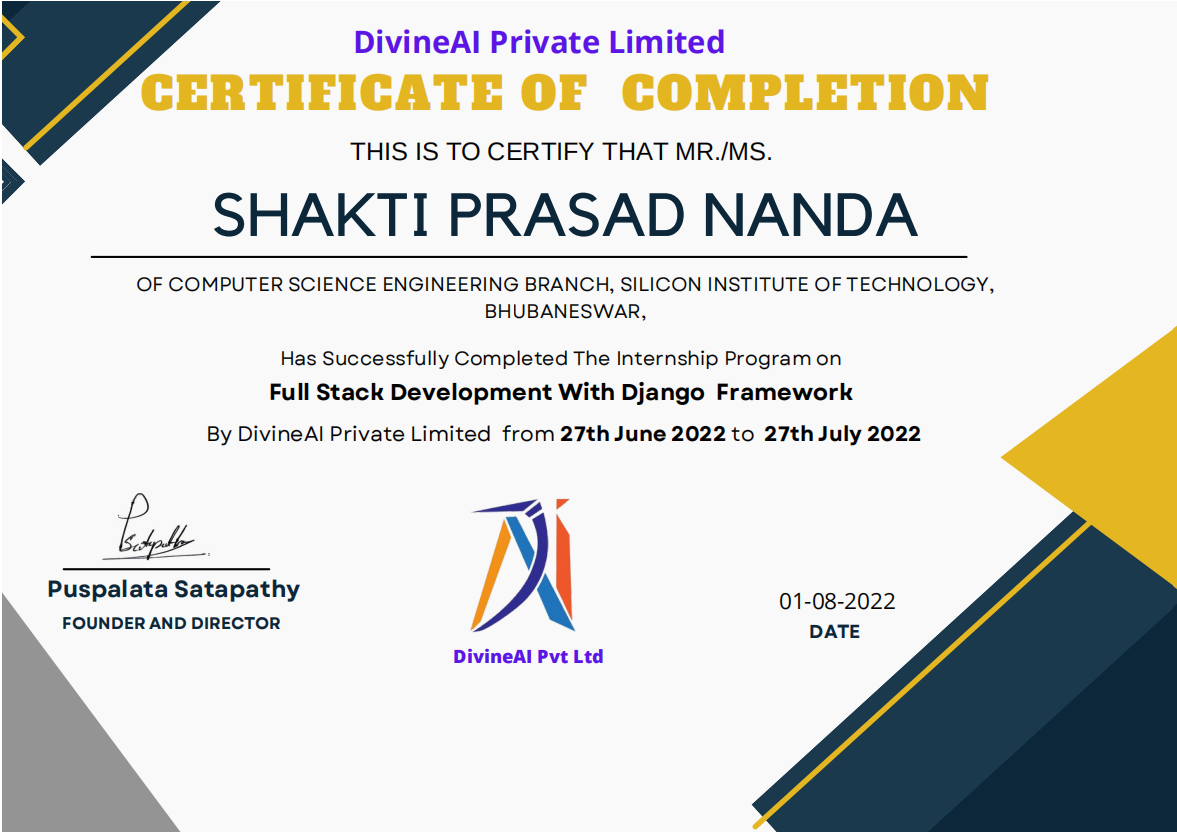 DivineAI Private Limited
CERTIFICATE OF COMPLETION
THIS IS TO CERTIFY THAT MR./MS.
SHAKTI PRASAD NANDA
OF COMPUTER SCIENCE ENGINEERING BRANCH, SILICON INSTITUTE OF TECHNOLOGY,
BHUBANESWAR,
Has Successfully Completed The Internship Program on
Full Stack Development With Django Framework
By DivineAI Private Limited from 27th June 2022 to 27th July 2022
PSatapathy
Puspalata Satapathy
FOUNDER AND DIRECTOR
DivineAI Pvt Ltd
01-08-2022
DATE